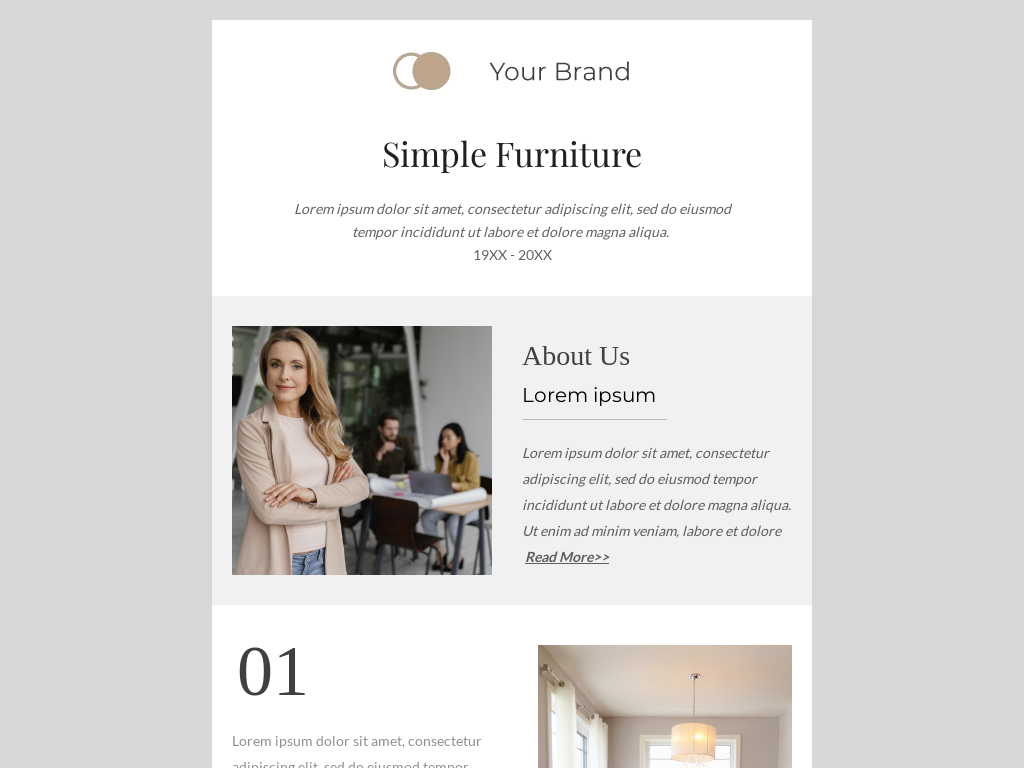 Your Brand
Simple Furniture
Lorem ipsum dolor sit amet, consectetur adipiscing elit, sed do eiusmod
tempor incididunt ut labore et dolore magna aliqua.
19XX - 20XX
About Us
Lorem ipsum
Lorem ipsum dolor sit amet, consectetur
adipiscing elit, sed do eiusmod tempor
incididunt ut labore et dolore magna aliqua.
Ut enim ad minim veniam, labore et dolore
Read More>>
01
Lorem ipsum dolor sit amet, consectetur
adipiscing elit, sed do eiusmod tempor